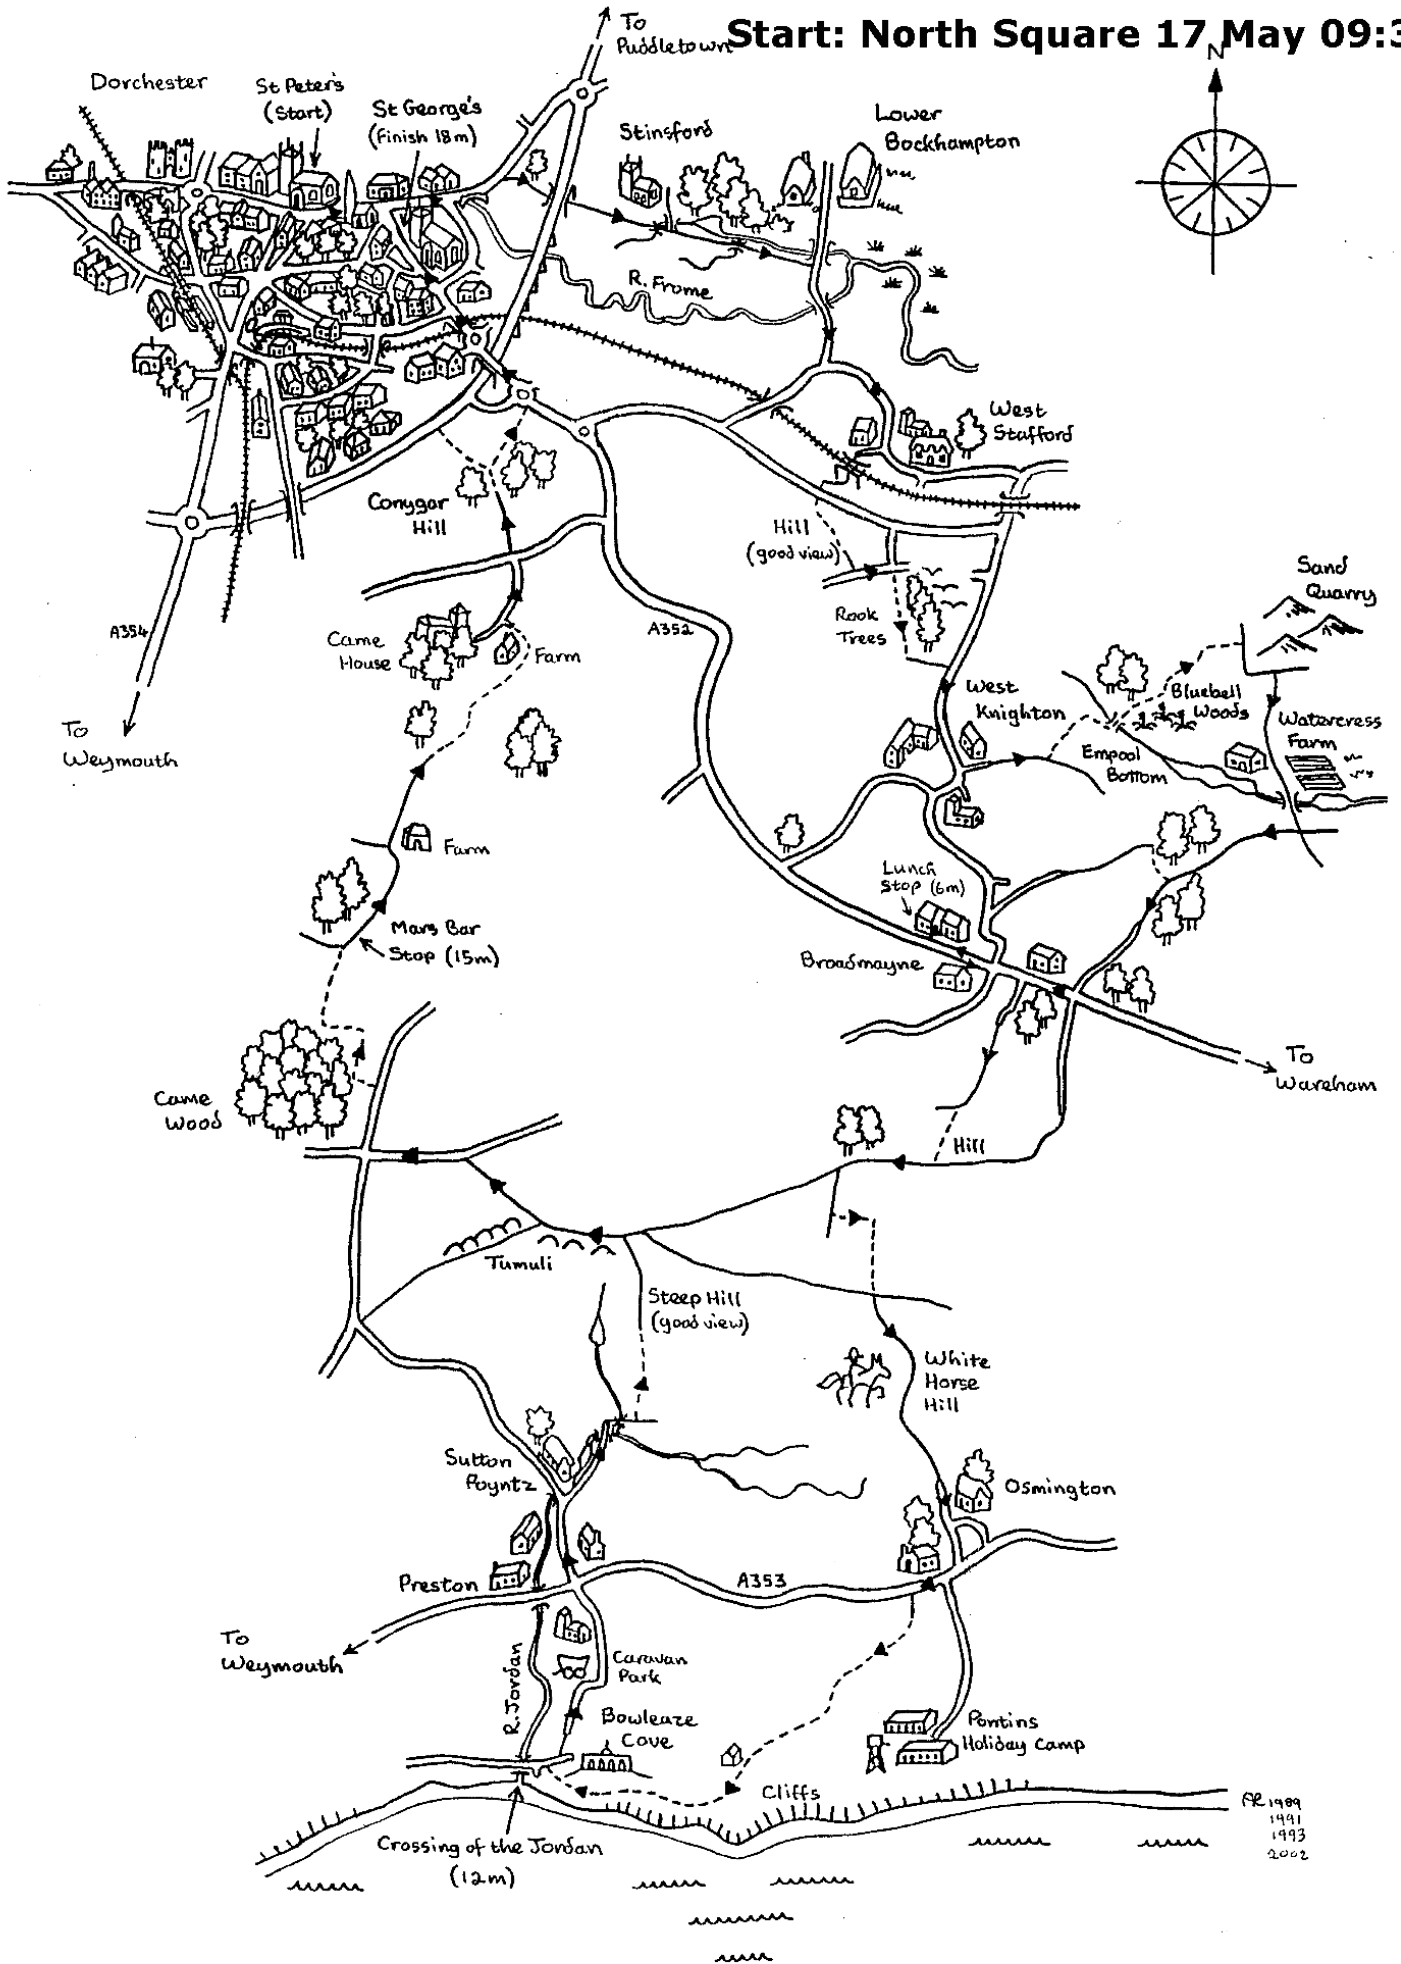 Start: North Square 17 May 09:3
To
Puddletown
N
Dorchester
St Peter's
(Start)
St George's
(Finish 18m)
Stinsford
Lower
Bockhampton
R. Frome
West
Stafford
Conygar
Hill
Hill
(good view)
Sand
Quarry
A354
Came
House
Farm
A352
Rook
Trees
West
Knighton
Bluebell
Woods
Watercress
Farm
Empool
Bottom
To
Weymouth
Farm
Lunch
Stop (6m)
Mars Bar
Stop (15m)
Broadmayne
To
Wareham
Came
Wood
Hill
Tumuli
Steep Hill
(good view)
White
Horse
Hill
Sutton
Poyntz
Osmington
Preston
A353
To
Weymouth
R. Jordan
Caravan
Park
Bowleaze
Cove
Pontins
Holiday Camp
Cliffs
Crossing of the Jordan
(12m)
AR 1989
1991
1993
2002